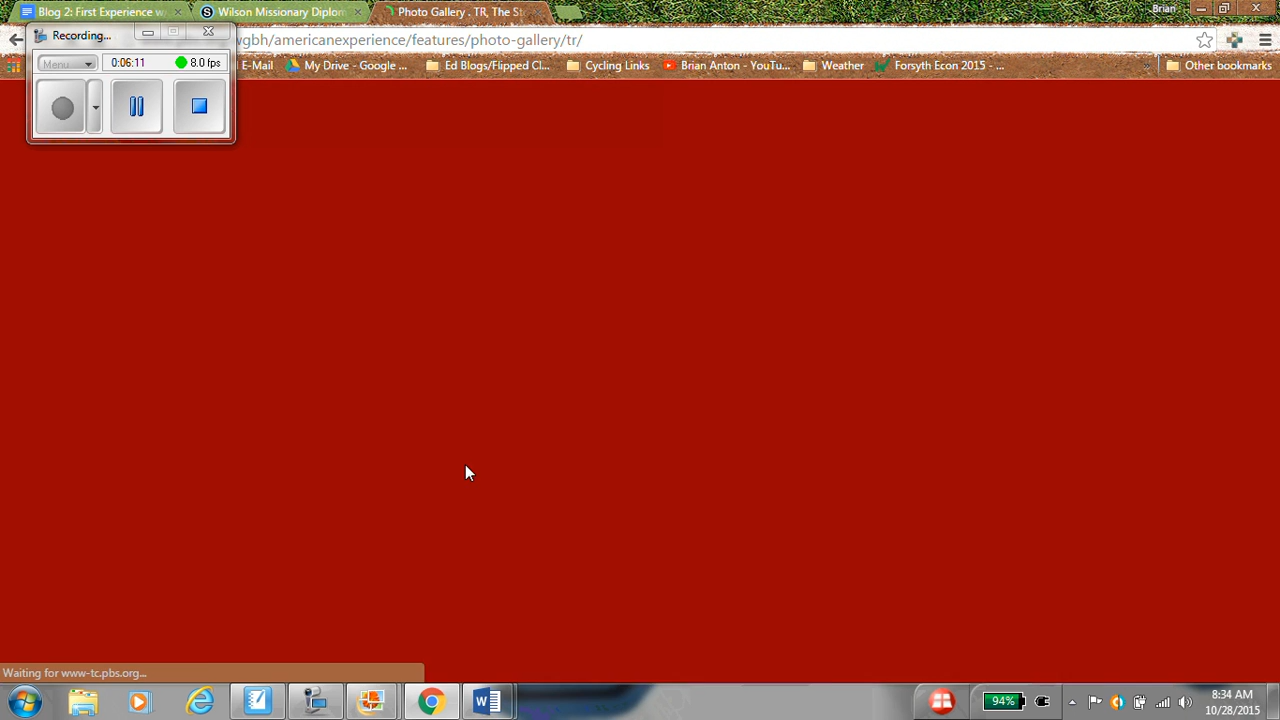 Blog 2: First Experience w
Wilson Missionary Diplom
Photo Gallery . TR, The St
Brian
Recording...
Menu
0:06:11
8.0 fps
wgbh/americanexperience/features/photo-gallery/tr/
E-Mail
My Drive - Google ...
Ed Blogs/Flipped Cl...
Cycling Links
Brian Anton - YouTu...
Weather
Forsyth Econ 2015 - ...
»
Other bookmarks
Waiting for www-tc.pbs.org...
94%
8:34 AM
10/28/2015